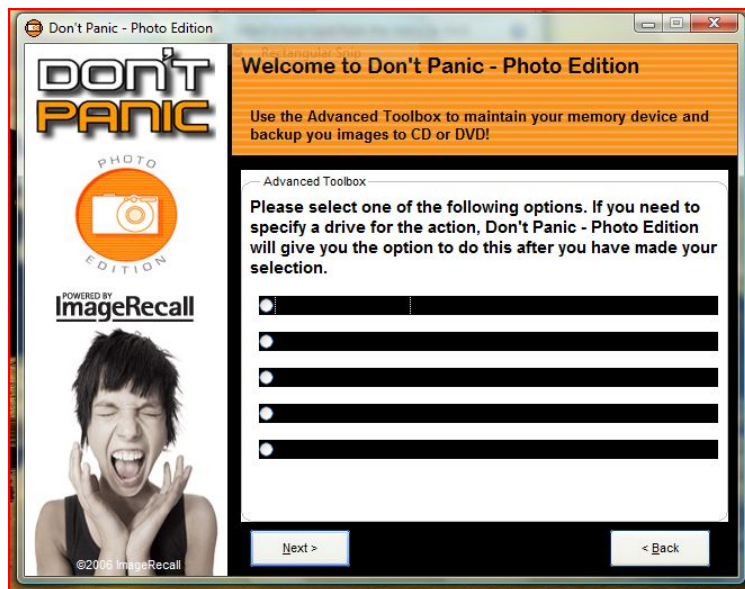 Don't Panic - Photo Edition
Rectangular Snip
DON'T
PANIC
PHOTO
EDITION
POWERED BY
ImageRecall
©2006 ImageRecall
Welcome to Don't Panic - Photo Edition
Use the Advanced Toolbox to maintain your memory device and
backup you images to CD or DVD!
Advanced Toolbox
Please select one of the following options. If you need to
specify a drive for the action, Don't Panic - Photo Edition
will give you the option to do this after you have made your
selection.
Next >
< Back